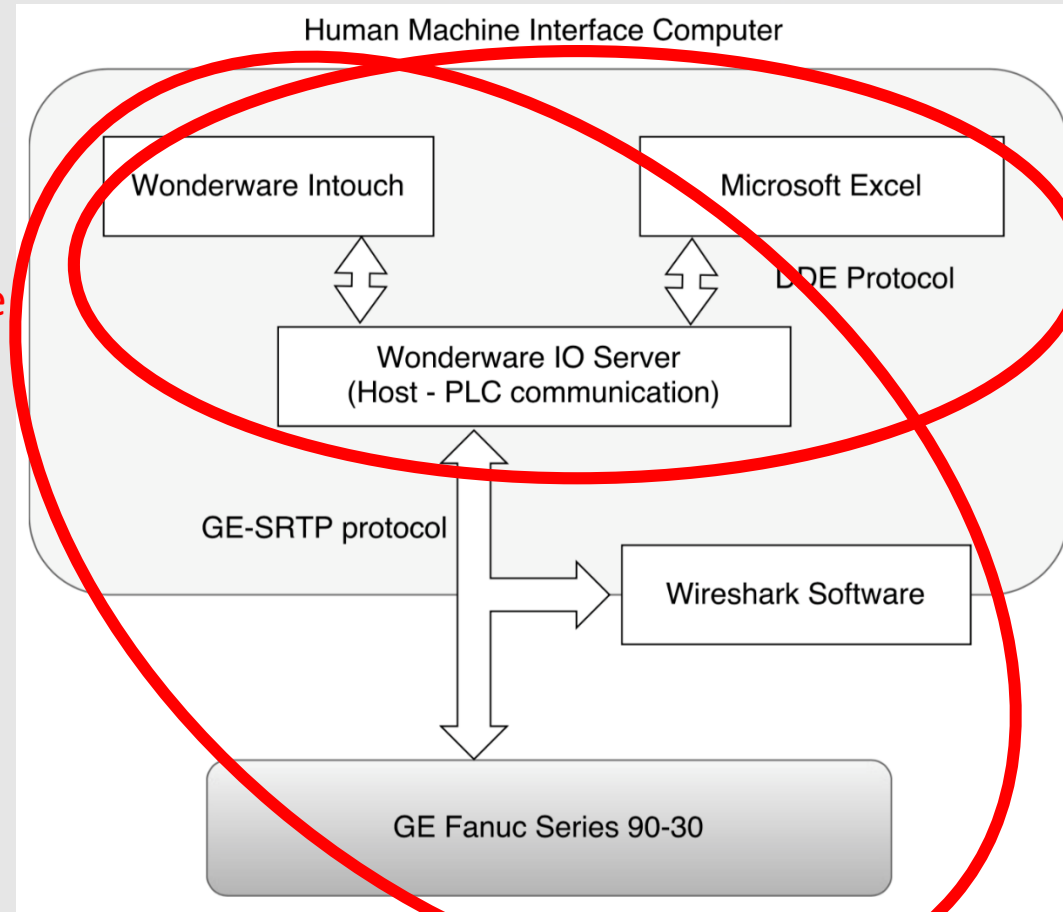 Human Machine Interface Computer
Wonderware Intouch
Microsoft Excel
DDE Protocol
Wonderware IO Server
(Host - PLC communication)
GE-SRTP protocol
Wireshark Software
GE Fanuc Series 90-30